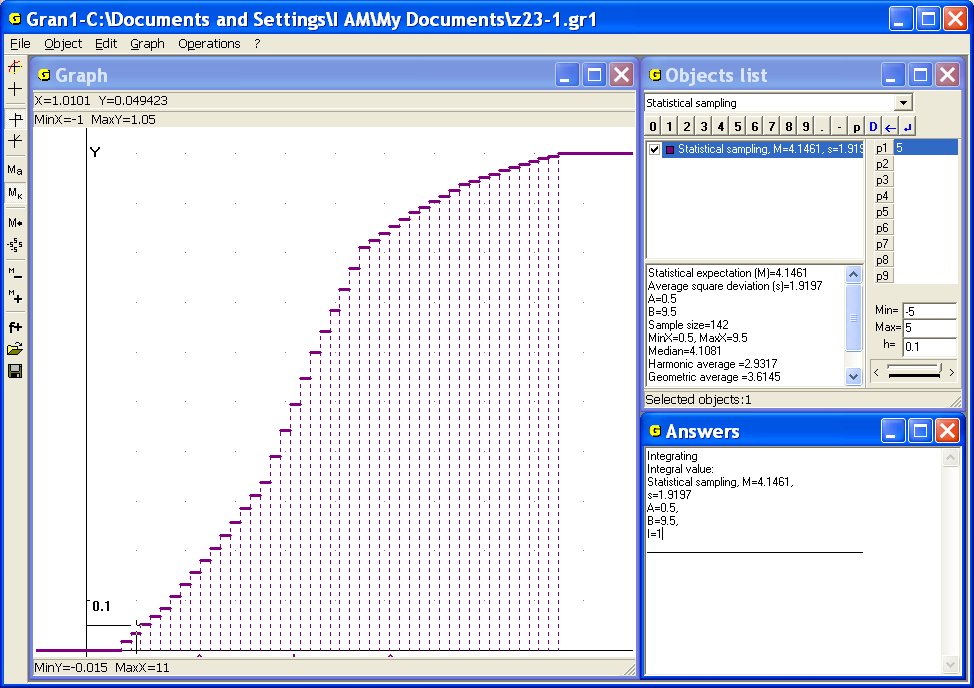 Gran1-C:\Documents and Settings\I AM\My Documents\z23-1.gr1
File Object Edit Graph Operations ?
Graph
X=1.0101 Y=0.049423
MinX=-1 MaxY=1.05
Y
0.1
MinY=-0.015 MaxX=11
Ma
Mк
M
-555
M
M
f+
Objects list
Statistical sampling
0 1 2 3 4 5 6 7 8 9 . - p D ← ↲
Statistical sampling, M=4.1461, s=1.919
p1 5
p2
p3
p4
p5
p6
p7
p8
p9
Statistical expectation (M)=4.1461
Average square deviation (s)=1.9197
A=0.5
B=9.5
Sample size=142
MinX=0.5, MaxX=9.5
Median=4.1081
Harmonic average =2.9317
Geometric average =3.6145
Min= -5
Max= 5
h= 0.1
Selected objects:1
Answers
Integrating
Integral value:
Statistical sampling, M=4.1461,
s=1.9197
A=0.5,
B=9.5,
I=1